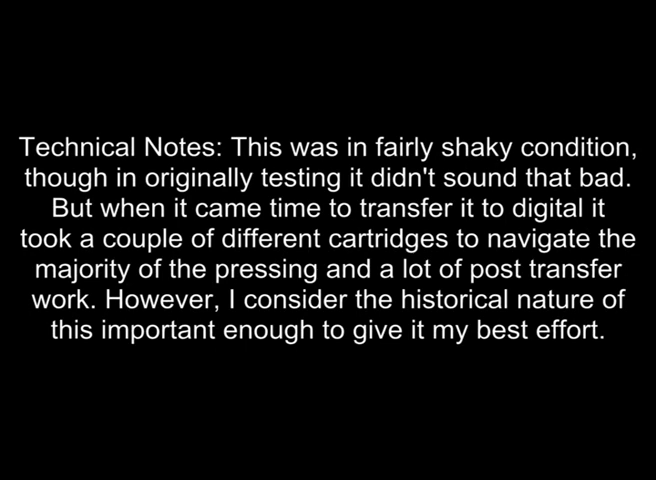 Technical Notes: This was in fairly shaky condition,
though in originally testing it didn't sound that bad.
But when it came time to transfer it to digital it
took a couple of different cartridges to navigate the
majority of the pressing and a lot of post transfer
work. However, I consider the historical nature of
this important enough to give it my best effort.